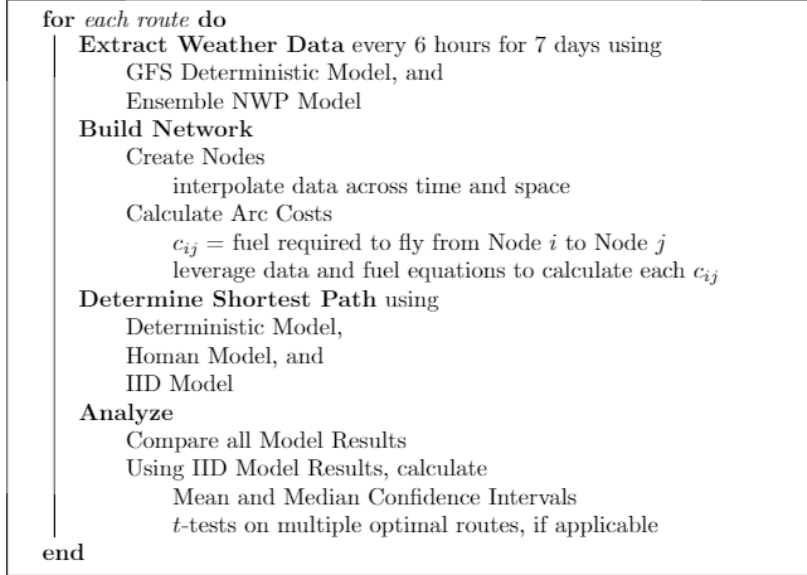 for each route do
Extract Weather Data every 6 hours for 7 days using
GFS Deterministic Model, and
Ensemble NWP Model
Build Network
Create Nodes
interpolate data across time and space
Calculate Arc Costs
c_{ij} = fuel required to fly from Node i to Node j
leverage data and fuel equations to calculate each c_{ij}
Determine Shortest Path using
Deterministic Model,
Homan Model, and
IID Model
Analyze
Compare all Model Results
Using IID Model Results, calculate
Mean and Median Confidence Intervals
t-tests on multiple optimal routes, if applicable
end